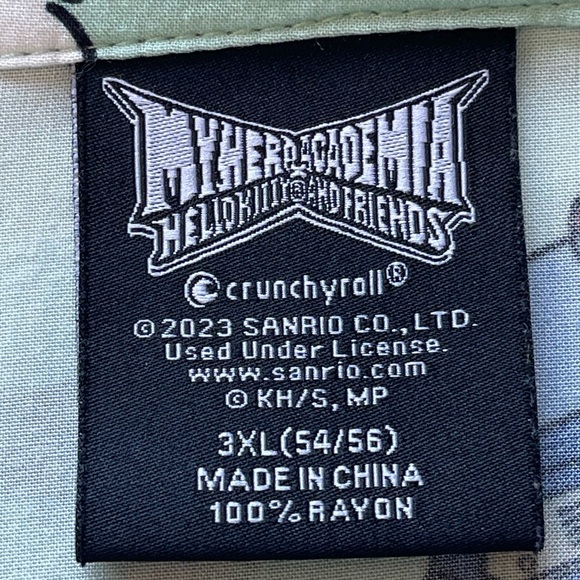 MY HERO ACADEMIA
HELLO KITTY AND FRIENDS
crunchyroll®
© 2023 SANRIO CO., LTD.
Used Under License.
www.sanrio.com
© KH/S, MP
3XL(54/56)
MADE IN CHINA
100% RAYON